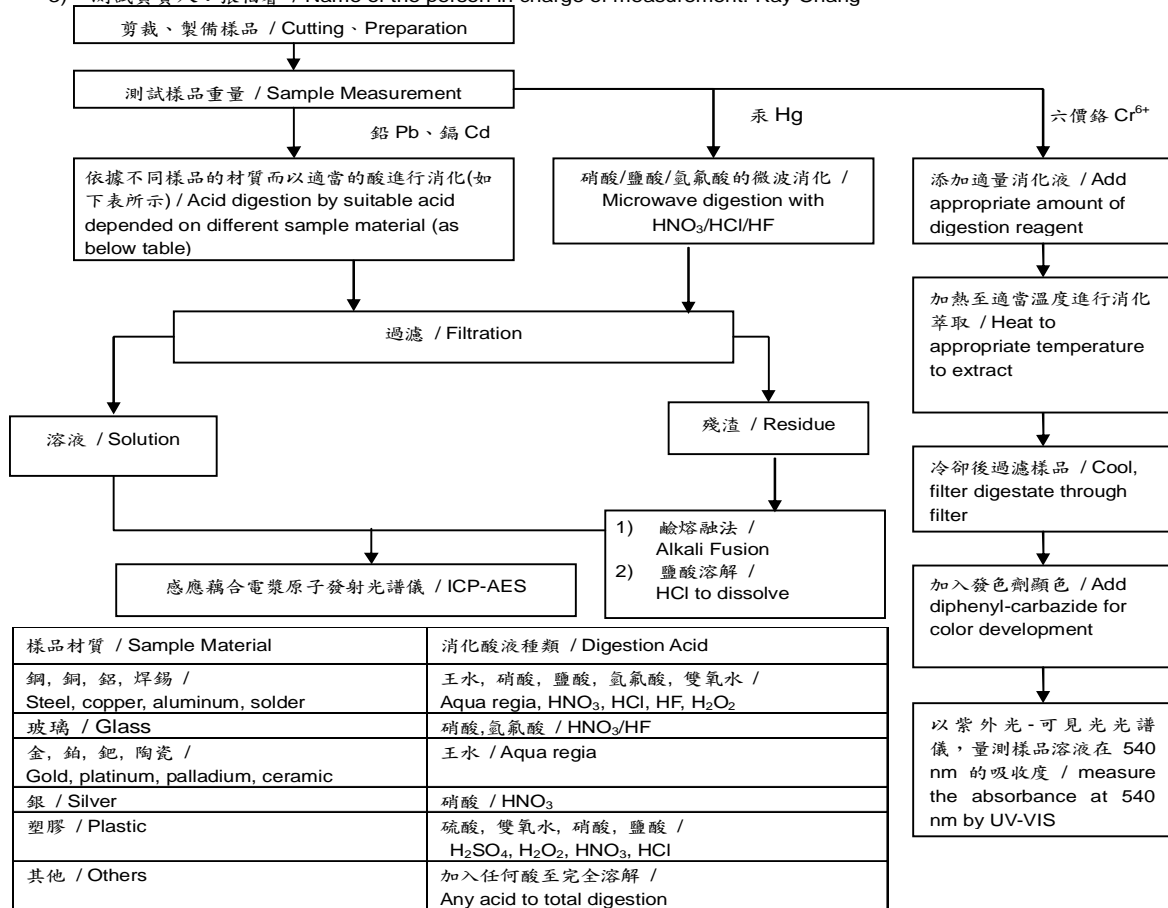 Name of the person in charge of measurement: Ray Chang
剪裁、製備樣品 / Cutting、Preparation
測試樣品重量 / Sample Measurement
鉛 Pb、鎘 Cd
汞 Hg
六價鉻 Cr⁶⁺
依據不同樣品的材質而以適當的酸進行消化(如
下表所示) / Acid digestion by suitable acid
depended on different sample material (as
below table)
硝酸/鹽酸/氫氟酸的微波消化 /
Microwave digestion with
HNO₃/HCl/HF
添加適量消化液 / Add
appropriate amount of
digestion reagent
加熱至適當溫度進行消化
萃取 / Heat to
appropriate temperature
to extract
過濾 / Filtration
溶液 / Solution
殘渣 / Residue
冷卻後過濾樣品 / Cool,
filter digestate through
filter
1) 鹼熔融法 /
Alkali Fusion
2) 鹽酸溶解 /
HCl to dissolve
感應藕合電漿原子發射光譜儀 / ICP-AES
加入發色劑顯色 / Add
diphenyl-carbazide for
color development
以紫外光-可見光光譜
儀，量測樣品溶液在 540
nm 的吸收度 / measure
the absorbance at 540
nm by UV-VIS
樣品材質 / Sample Material
消化酸液種類 / Digestion Acid
鋼, 銅, 鋁, 焊錫 /
Steel, copper, aluminum, solder
王水, 硝酸, 鹽酸, 氫氟酸, 雙氧水 /
Aqua regia, HNO₃, HCl, HF, H₂O₂
玻璃 / Glass
硝酸,氫氟酸 / HNO₃/HF
金, 鉑, 鈀, 陶瓷 /
Gold, platinum, palladium, ceramic
王水 / Aqua regia
銀 / Silver
硝酸 / HNO₃
塑膠 / Plastic
硫酸, 雙氧水, 硝酸, 鹽酸 /
H₂SO₄, H₂O₂, HNO₃, HCl
其他 / Others
加入任何酸至完全溶解 /
Any acid to total digestion